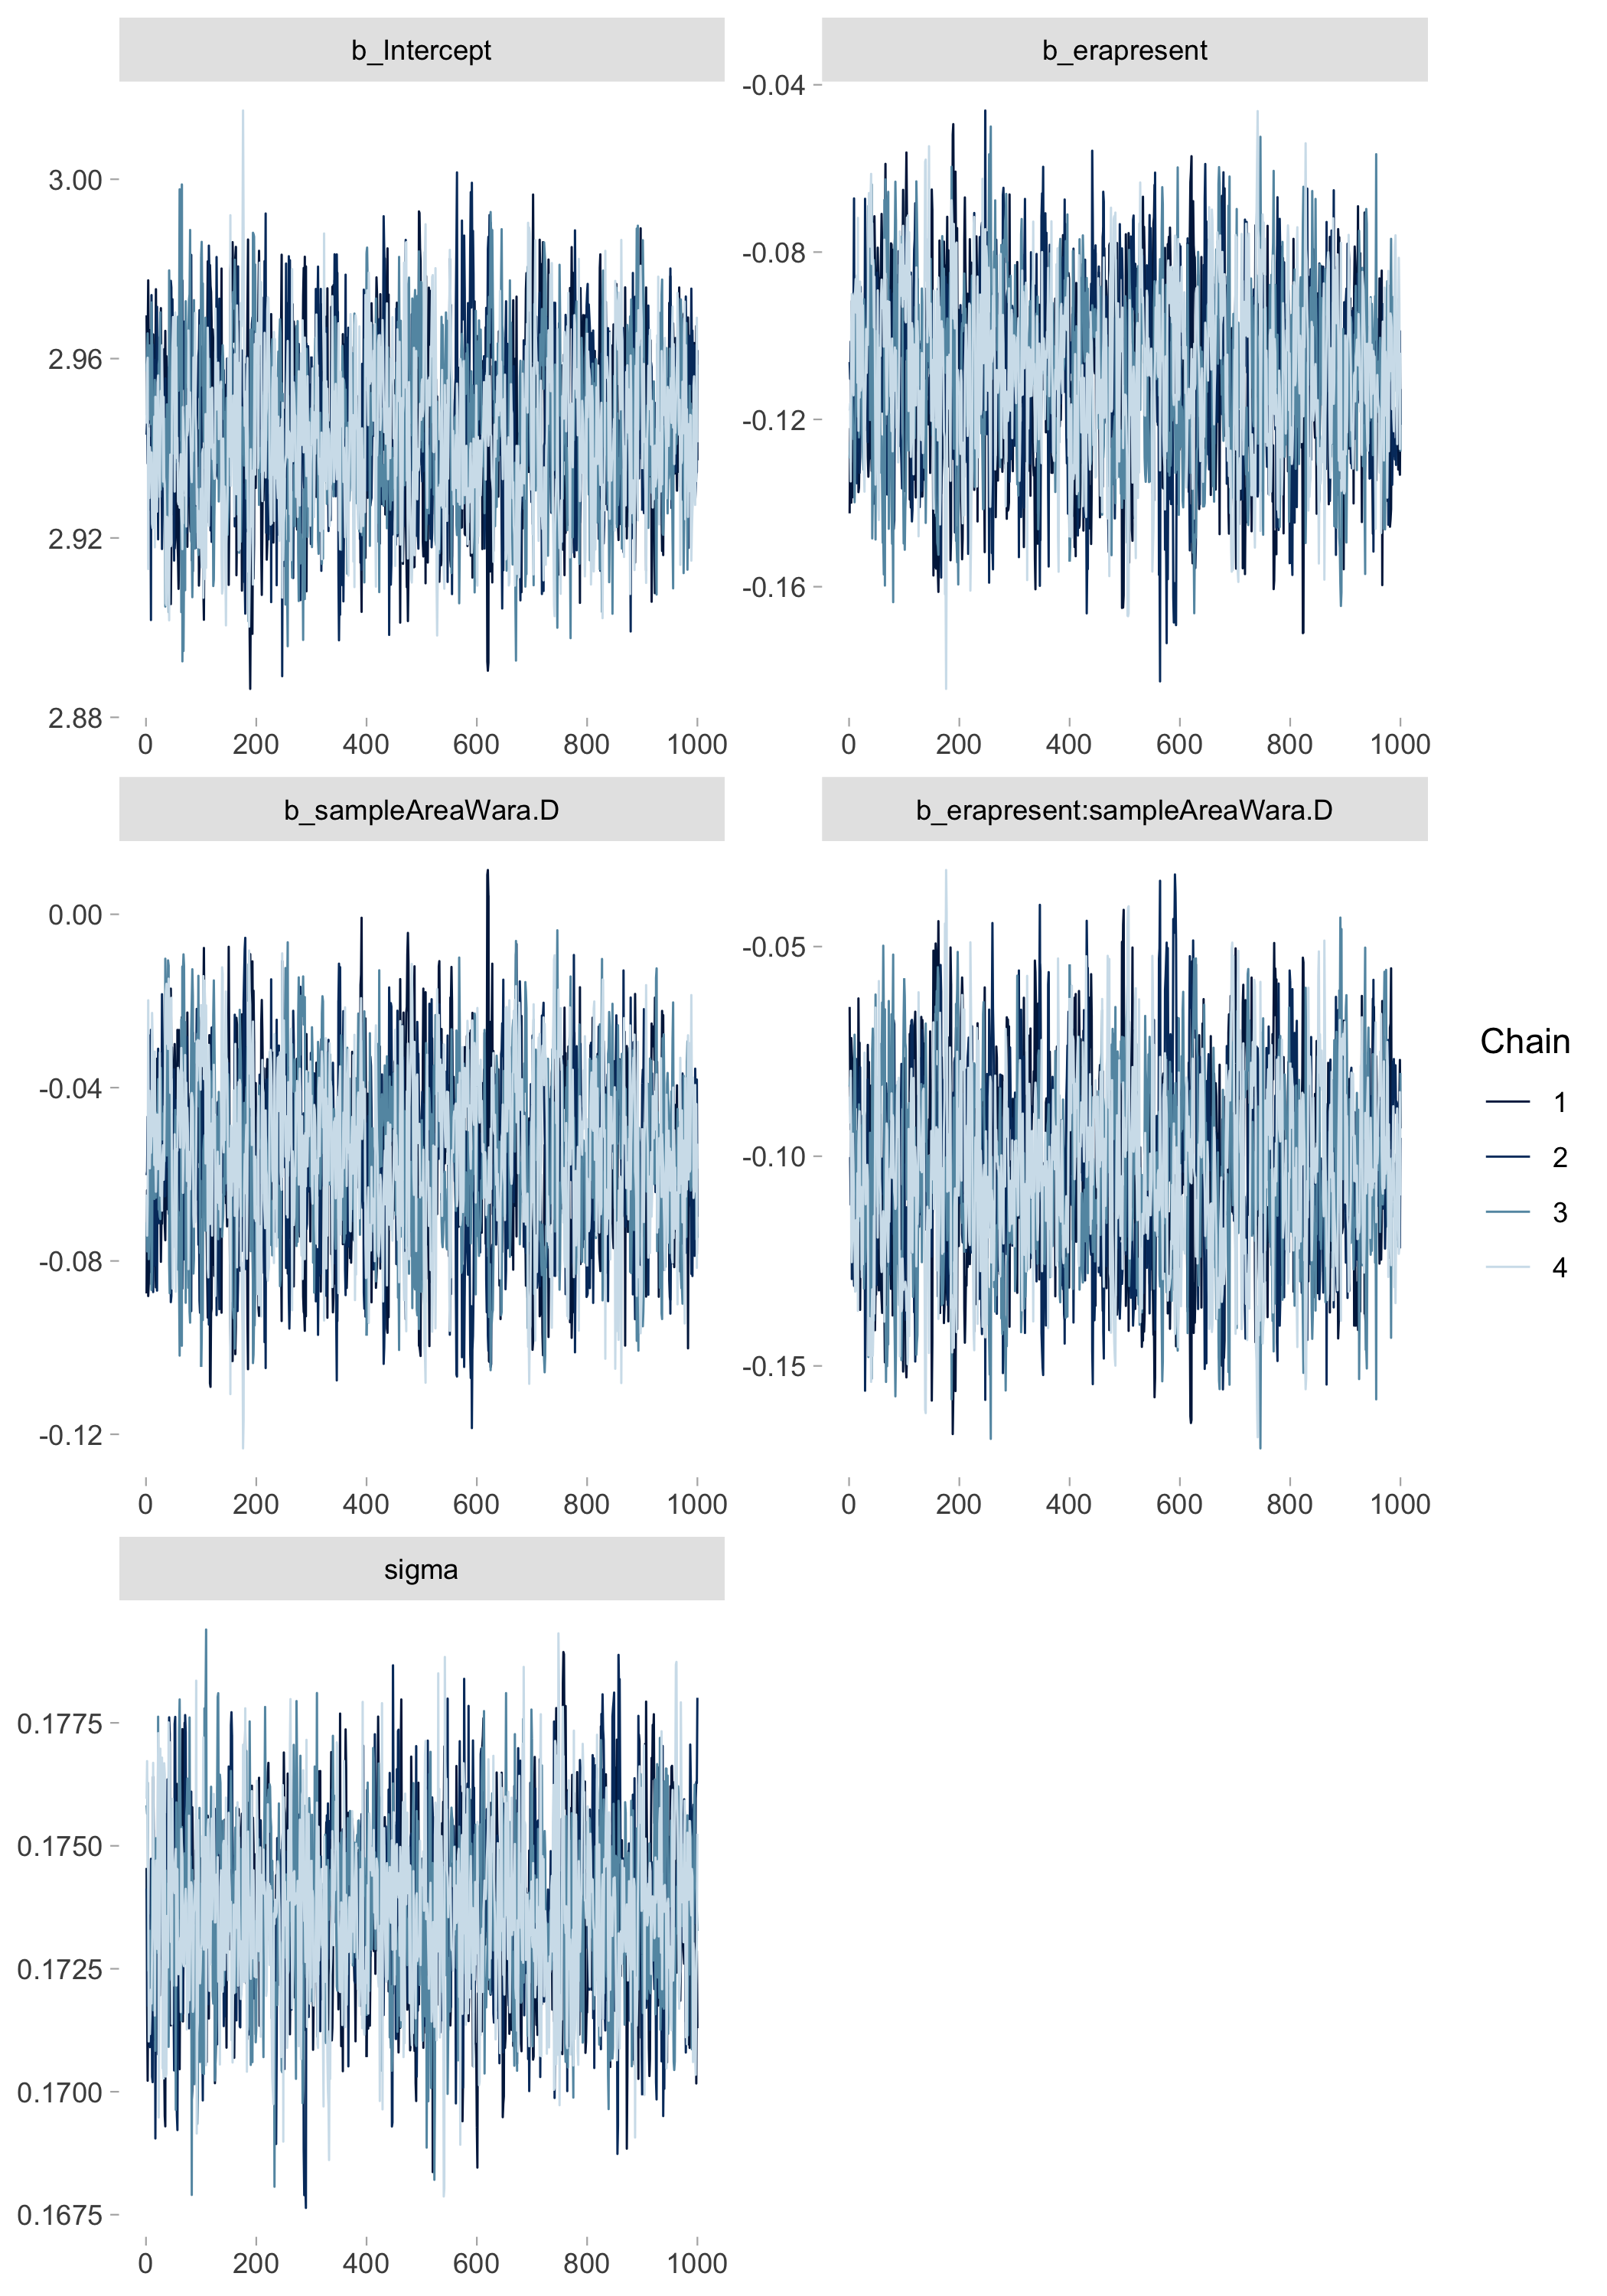 b_Intercept
b_erapresent
3.00
2.96
2.92
2.88
-0.04
-0.08
-0.12
-0.16
0 200 400 600 800 1000
0 200 400 600 800 1000
b_sampleAreaWara.D
b_erapresent:sampleAreaWara.D
0.00
-0.04
-0.08
-0.12
-0.05
-0.10
-0.15
0 200 400 600 800 1000
0 200 400 600 800 1000
Chain
1
2
3
4
sigma
0.1775
0.1750
0.1725
0.1700
0.1675
0 200 400 600 800 1000